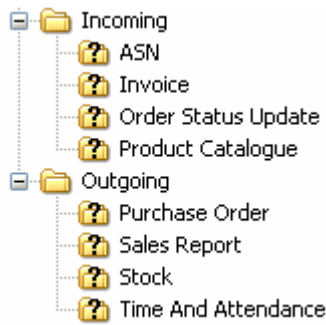 Incoming
ASN
Invoice
Order Status Update
Product Catalogue
Outgoing
Purchase Order
Sales Report
Stock
Time And Attendance